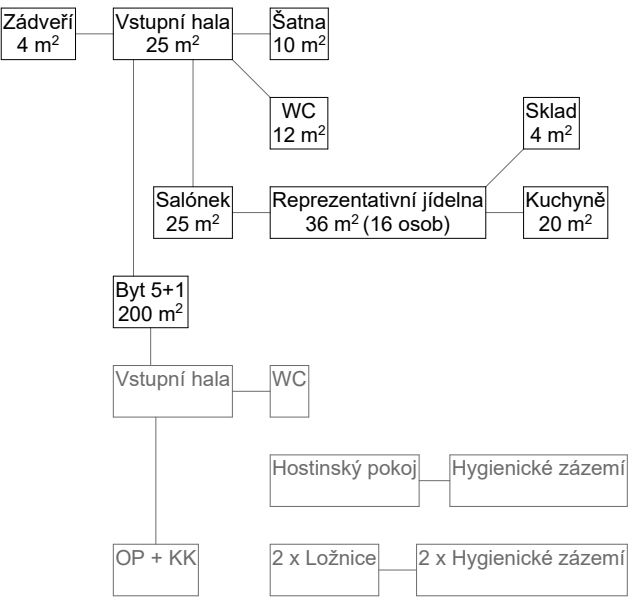 Zádveří
4 m²
Vstupní hala
25 m²
Šatna
10 m²
WC
12 m²
Sklad
4 m²
Salónek
25 m²
Reprezentativní jídelna
36 m² (16 osob)
Kuchyně
20 m²
Byt 5+1
200 m²
Vstupní hala
WC
Hostinský pokoj
Hygienické zázemí
OP + KK
2 x Ložnice
2 x Hygienické zázemí